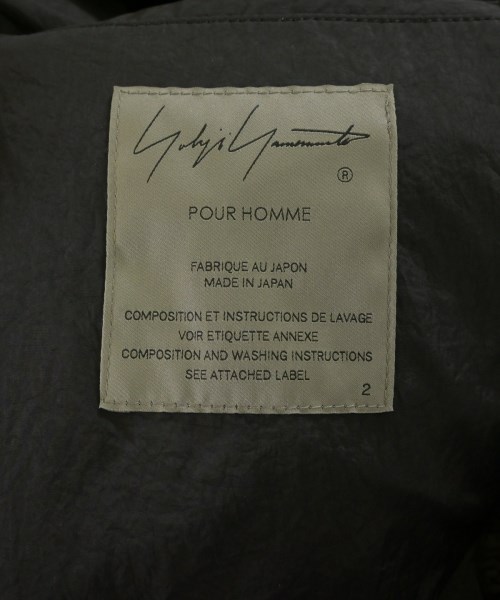 Yohji Yamamoto
®
POUR HOMME
FABRIQUE AU JAPON
MADE IN JAPAN
COMPOSITION ET INSTRUCTIONS DE LAVAGE
VOIR ETIQUETTE ANNEXE
COMPOSITION AND WASHING INSTRUCTIONS
SEE ATTACHED LABEL
2